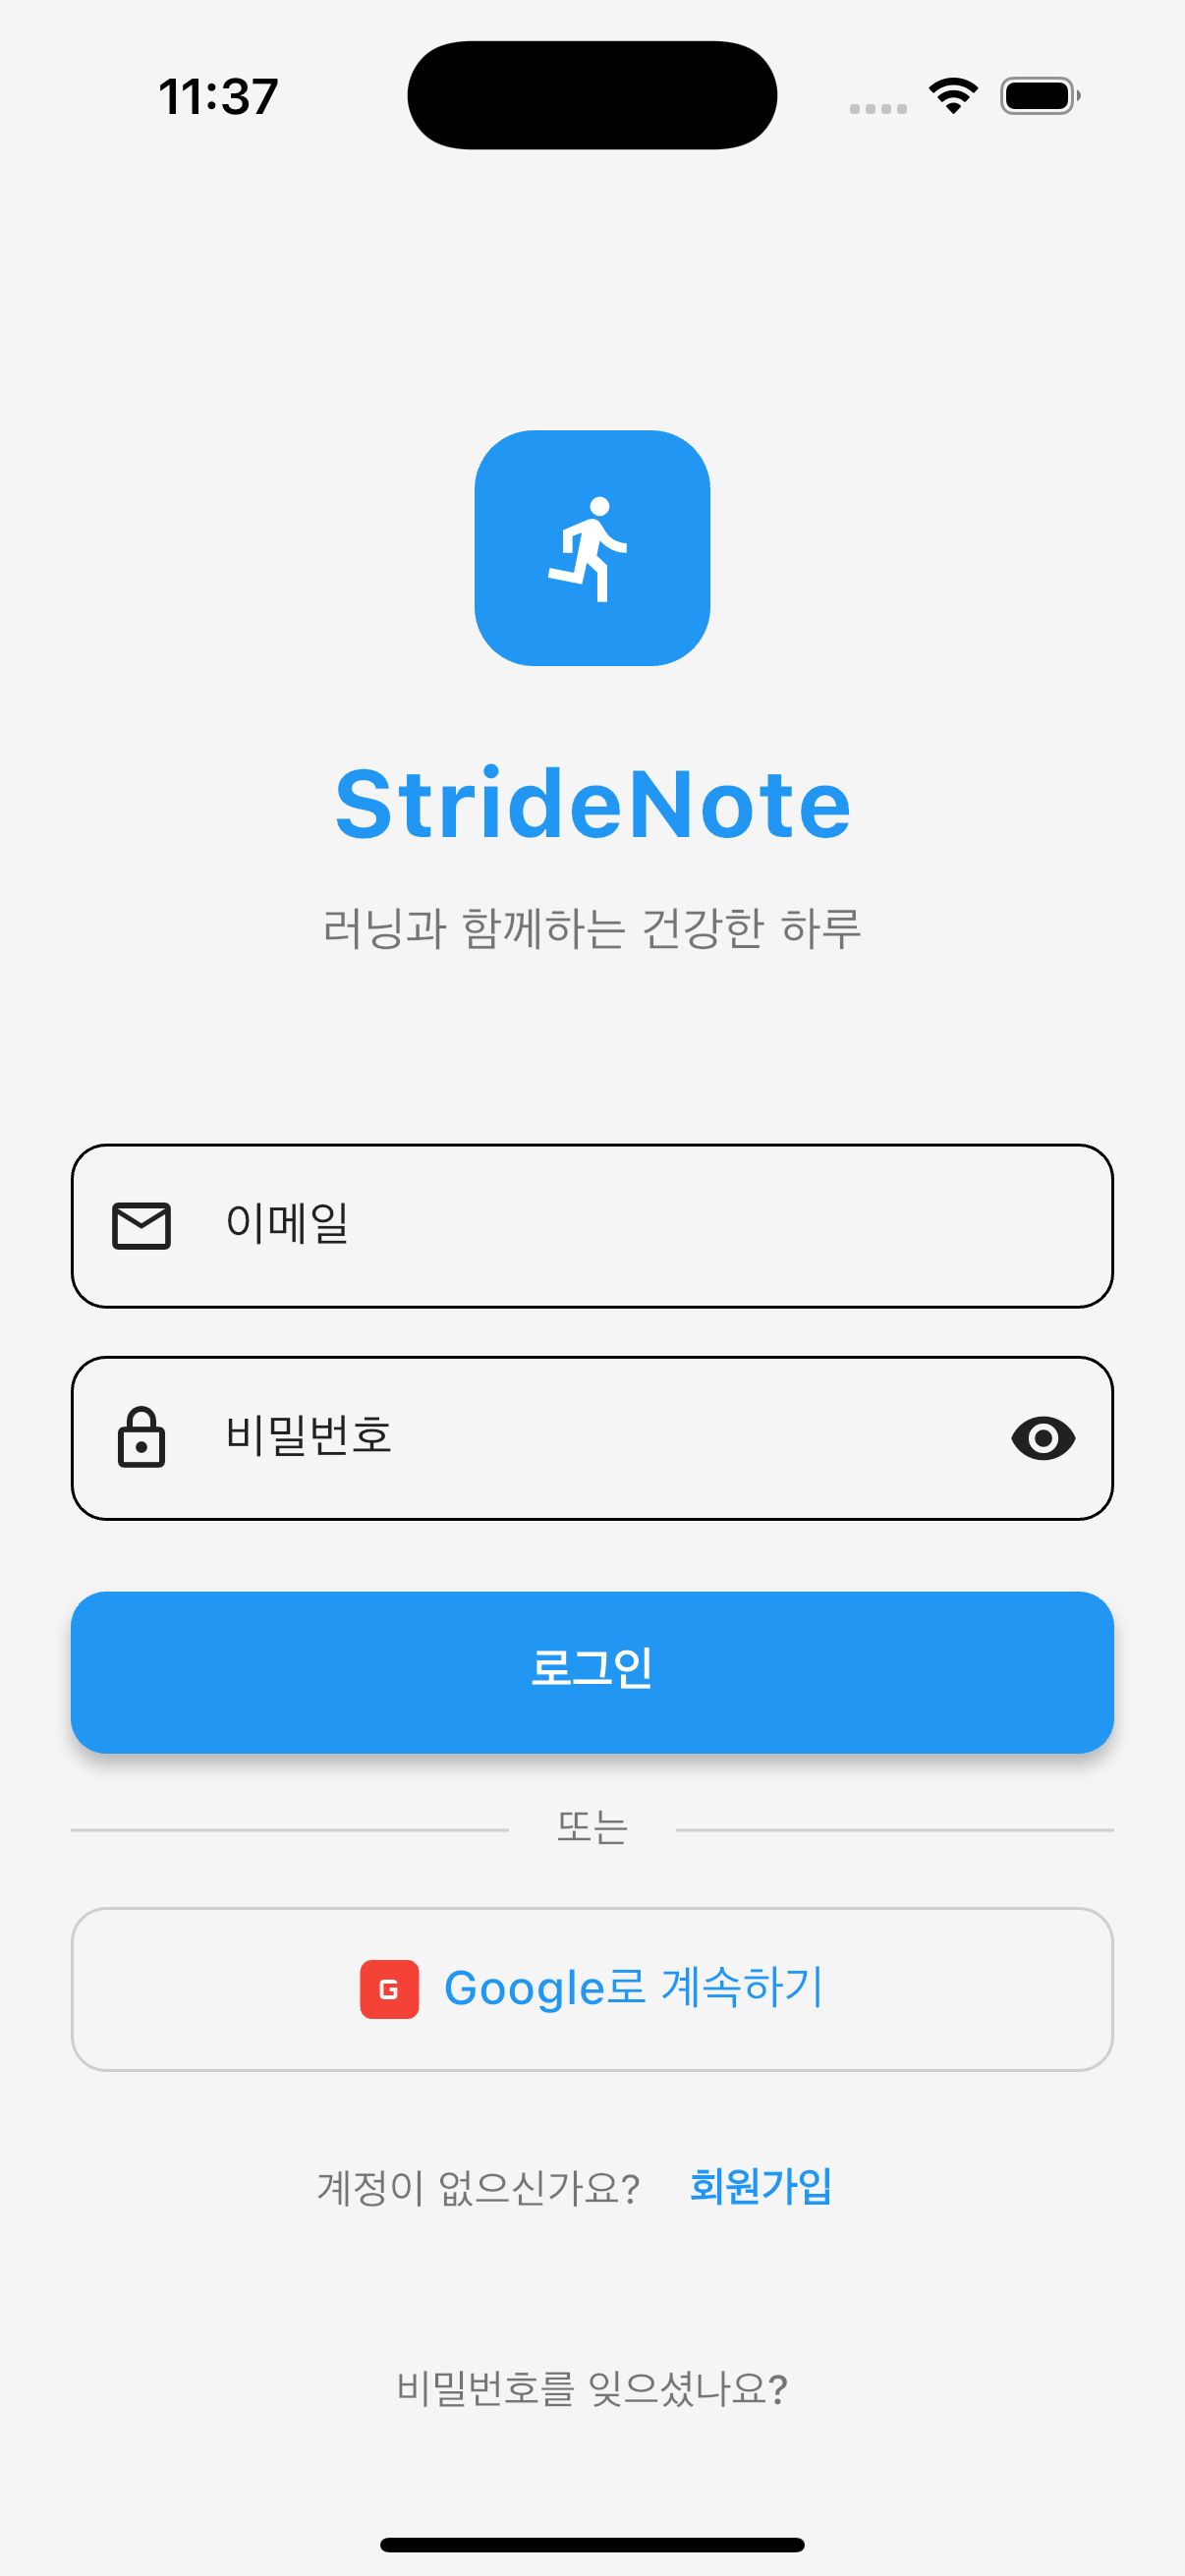 11:37
StrideNote
러닝과 함께하는 건강한 하루
이메일
비밀번호
로그인
또는
G Google로 계속하기
계정이 없으신가요? 회원가입
비밀번호를 잊으셨나요?